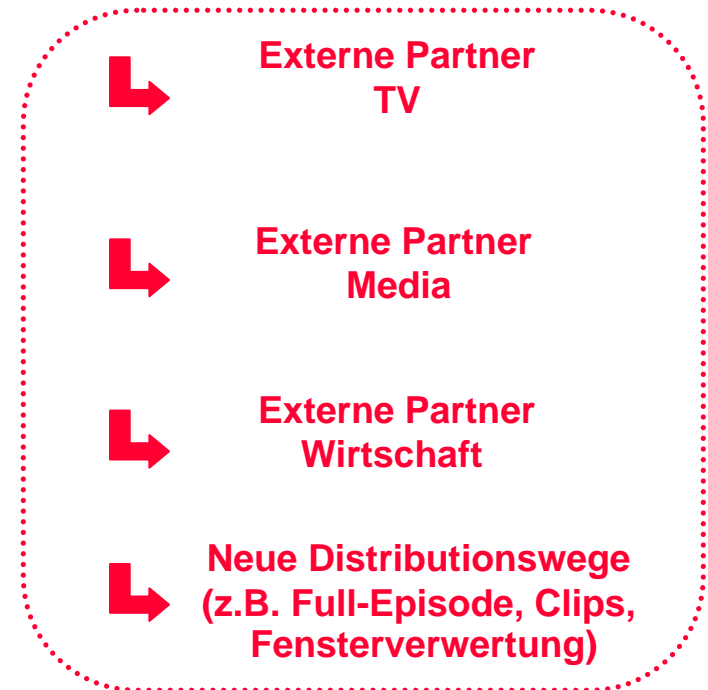 Externe Partner
TV
Externe Partner
Media
Externe Partner
Wirtschaft
Neue Distributionswege
(z.B. Full-Episode, Clips,
Fensterverwertung)